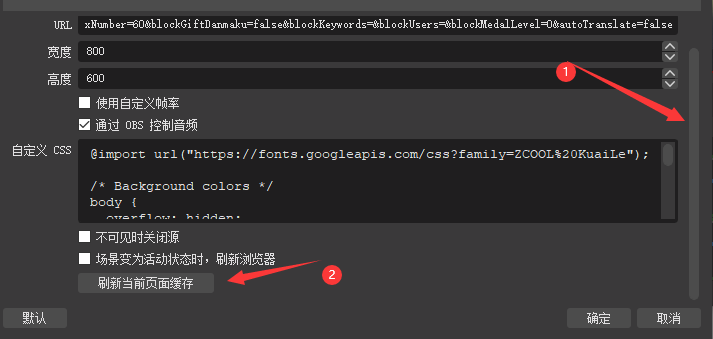 URL xNumber=60&blockGiftDanmaku=false&blockKeywords=&blockUsers=&blockMedalLevel=0&autoTranslate=false
宽度 800
高度 600
1
使用自定义帧率
通过 OBS 控制音频
自定义 CSS @import url("https://fonts.googleapis.com/css?family=ZCOOL%20KuaiLe");
/* Background colors */
body {
overflow: hidden;
不可见时关闭源
场景变为活动状态时，刷新浏览器
2
刷新当前页面缓存
默认 确定 取消